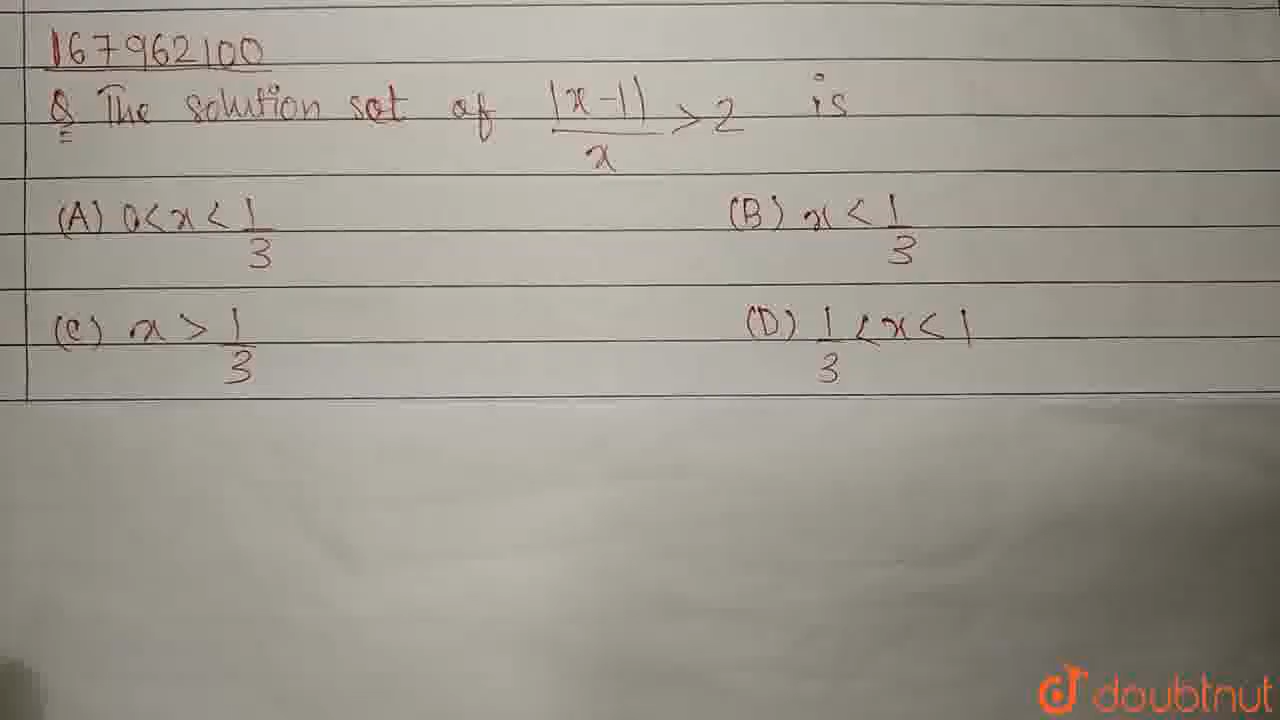 167962100
Q The solution set of |x-1|/x > 2 is
(A) 0 < x < 1/3 (B) x < 1/3
(C) x > 1/3 (D) 1/3 < x < 1
doubtnut